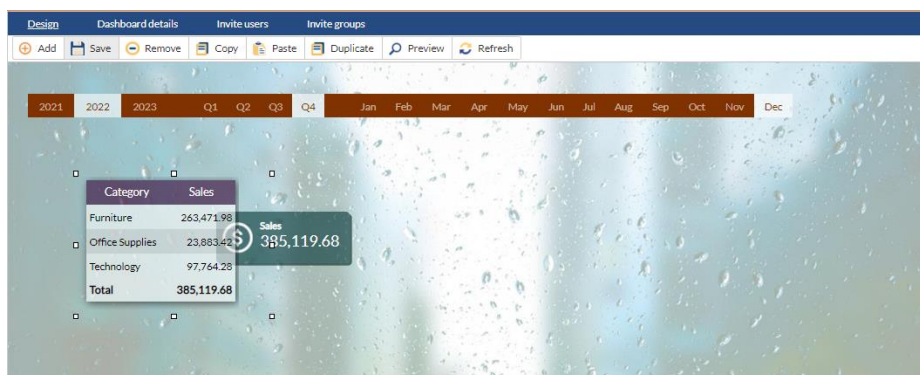 Design Dashboard details Invite users Invite groups
Add Save Remove Copy Paste Duplicate Preview Refresh
2021 2022 2023 Q1 Q2 Q3 Q4 Jan Feb Mar Apr May Jun Jul Aug Sep Oct Nov Dec
Category Sales
Furniture 263,471.98
Office Supplies 23,883.42
Technology 97,764.28
Total 385,119.68
Sales
385,119.68